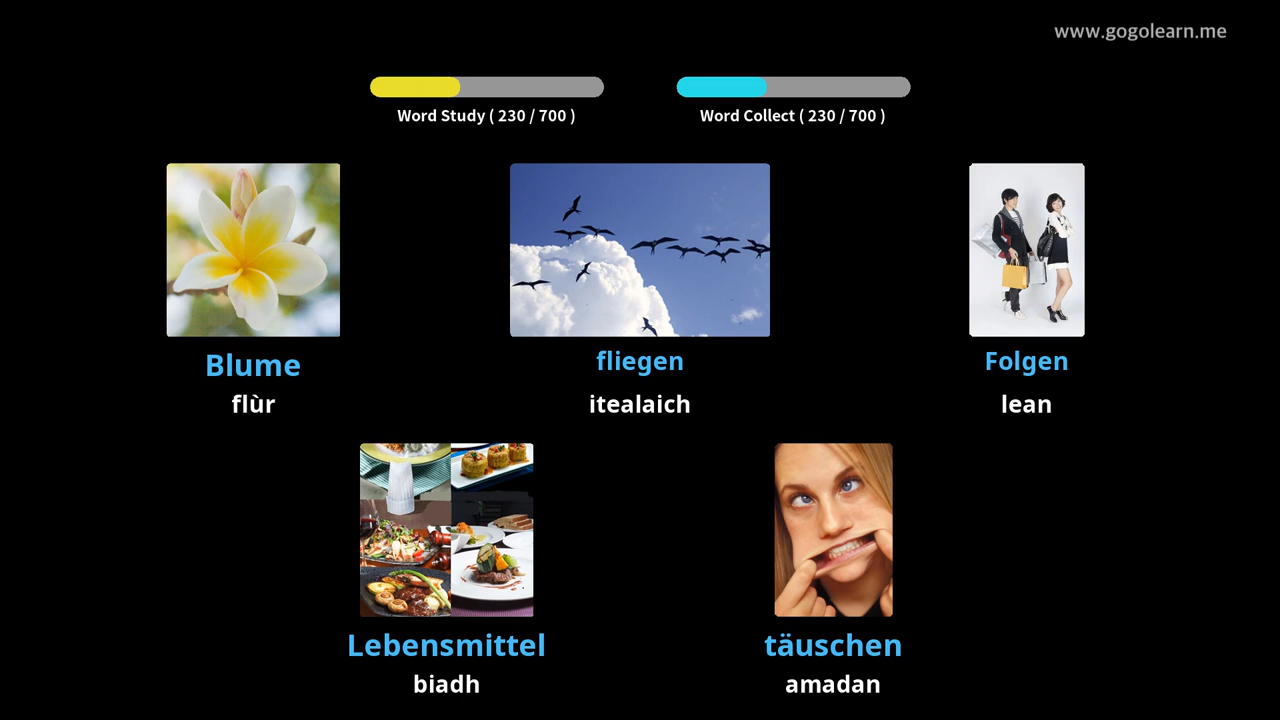 www.gogolearn.me
Word Study ( 230 / 700 )
Word Collect ( 230 / 700 )
Blume
flùr
fliegen
itealaich
Folgen
lean
Lebensmittel
biadh
täuschen
amadan